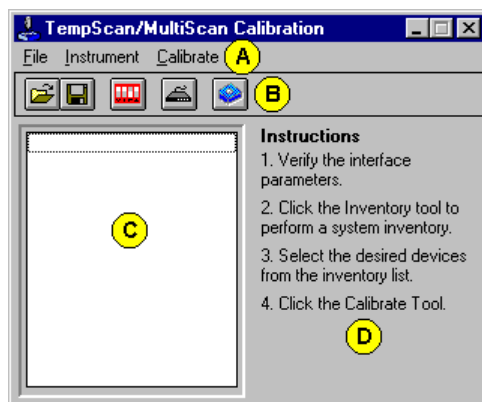 TempScan/MultiScan Calibration
File Instrument Calibrate A
B
C
Instructions
1. Verify the interface
parameters.
2. Click the Inventory tool to
perform a system inventory.
3. Select the desired devices
from the inventory list.
4. Click the Calibrate Tool.
D